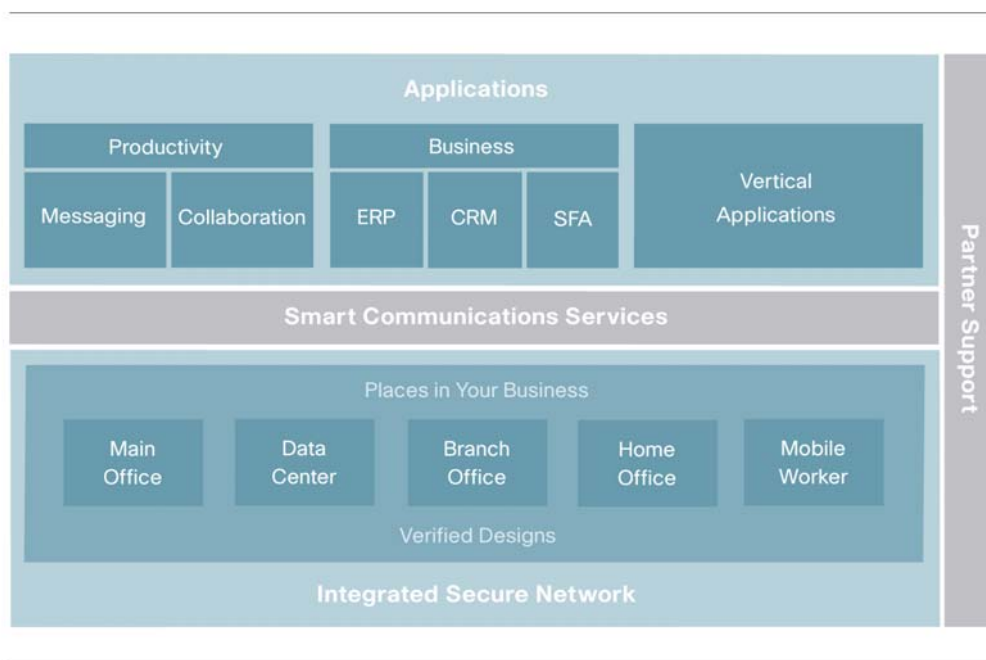 Applications
Productivity
Messaging
Collaboration
Business
ERP
CRM
SFA
Vertical
Applications
Smart Communications Services
Places in Your Business
Main
Office
Data
Center
Branch
Office
Home
Office
Mobile
Worker
Verified Designs
Integrated Secure Network
Partner Support